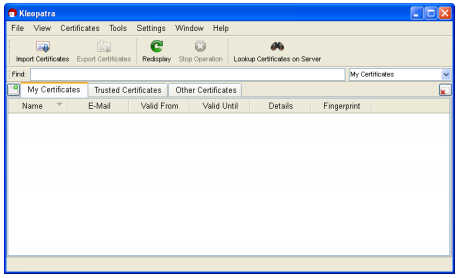 Kleopatra
File View Certificates Tools Settings Window Help
Import Certificates Export Certificates Redisplay Stop Operation Lookup Certificates on Server
Find: My Certificates
My Certificates Trusted Certificates Other Certificates
Name E-Mail Valid From Valid Until Details Fingerprint